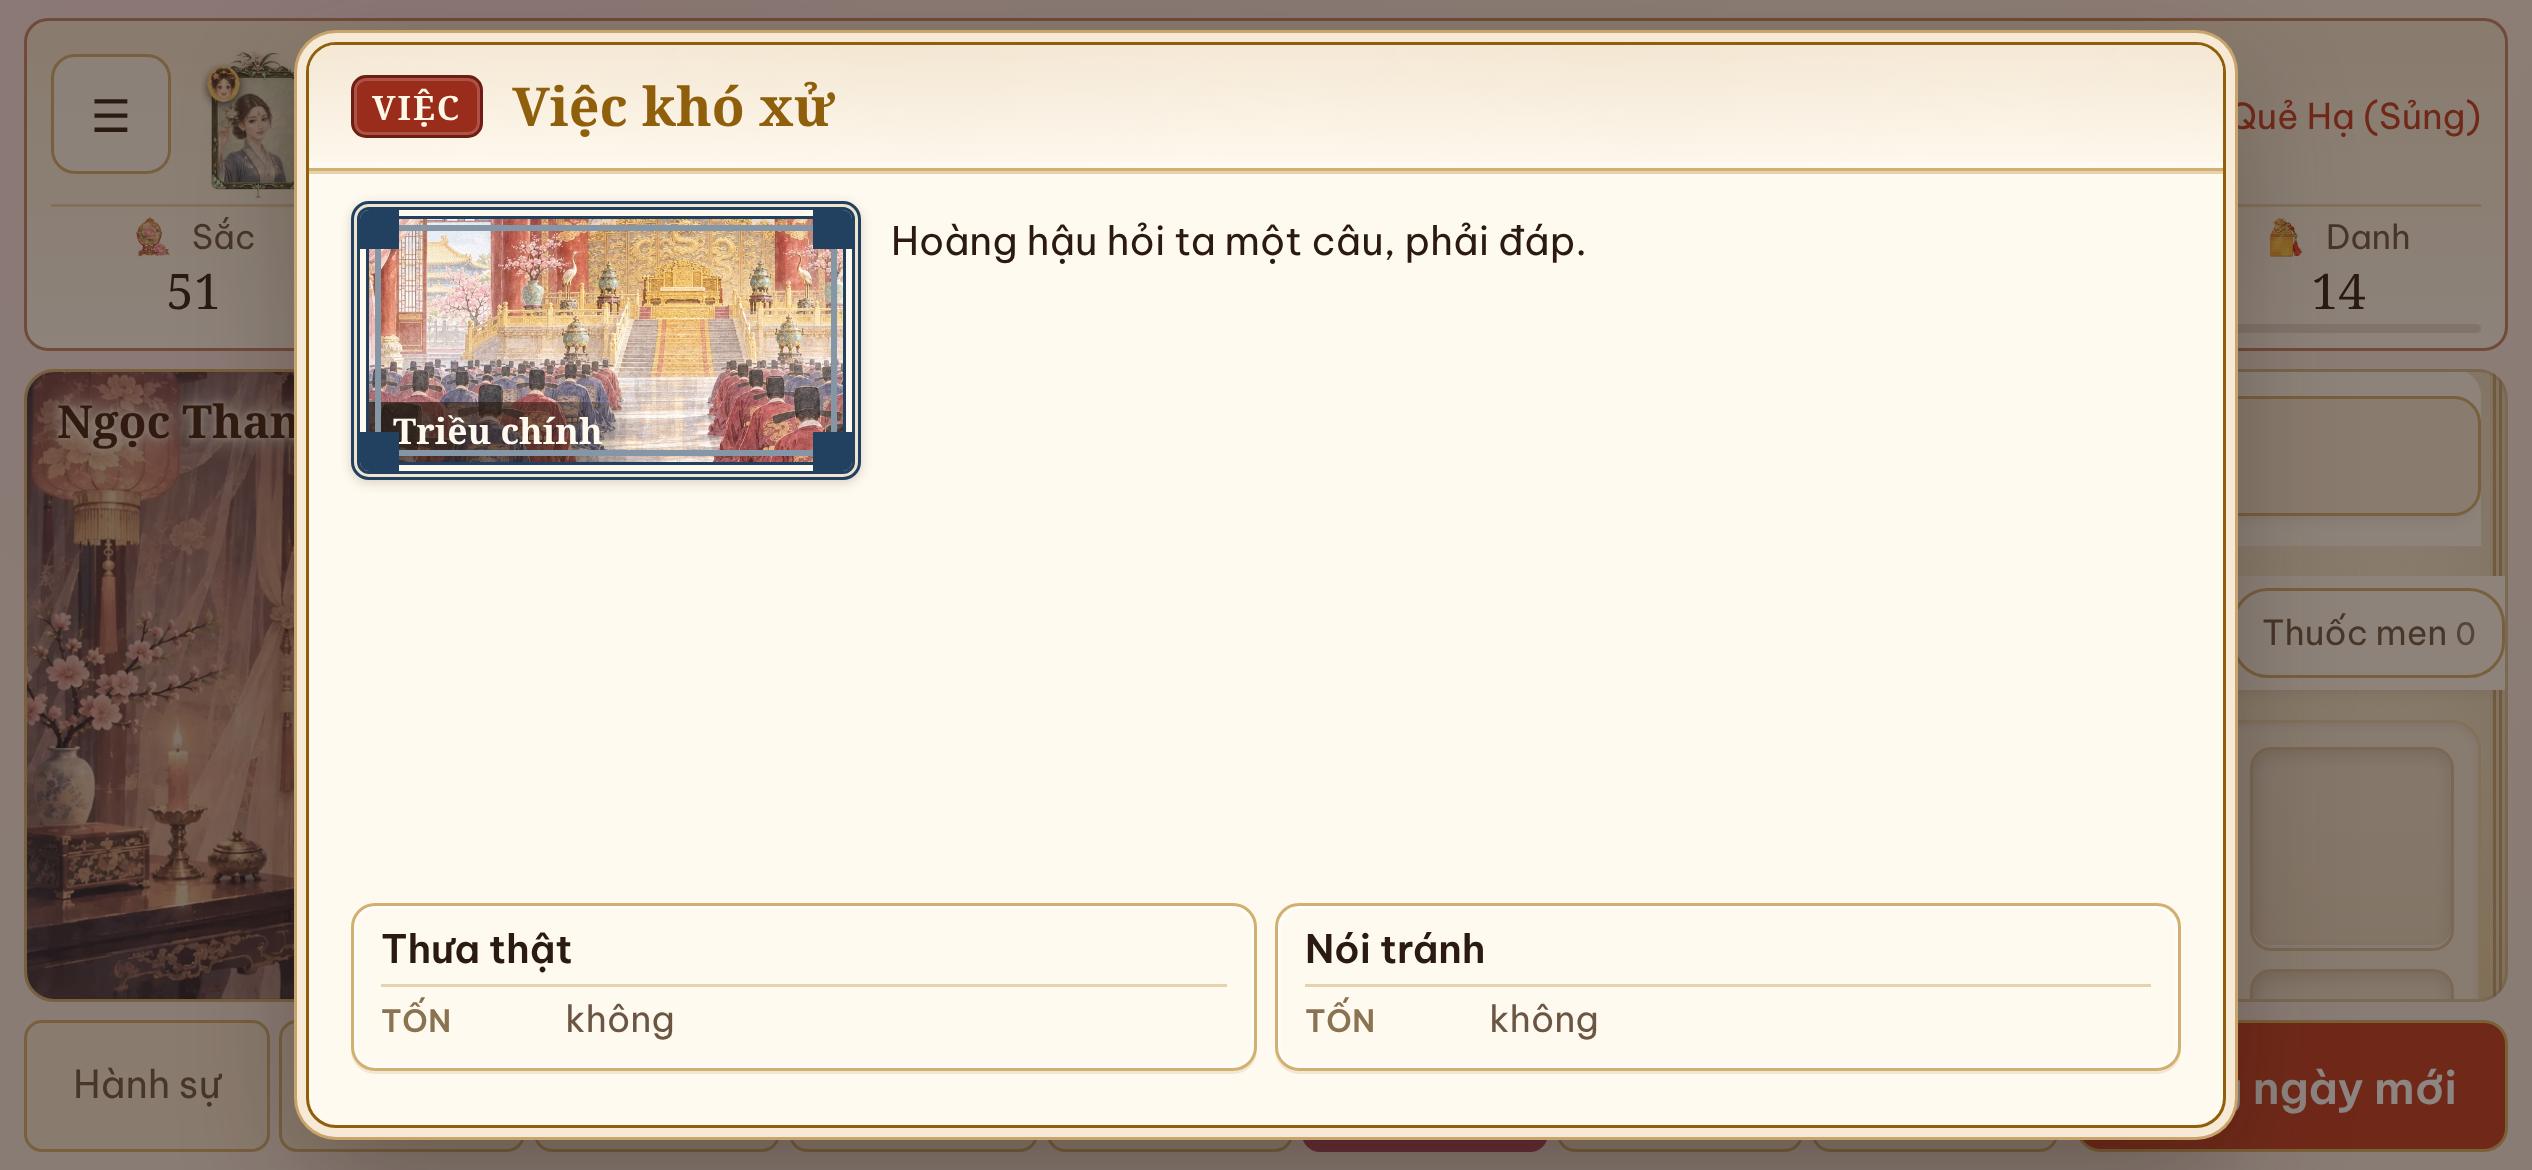 VIỆC Việc khó xử
Quẻ Hạ (Sủng)
Sắc
51
Danh
14
Triều chính
Hoàng hậu hỏi ta một câu, phải đáp.
Ngọc
Thuốc men 0
Thưa thật
TỐN không
Nói tránh
TỐN không
Hành sự
ngày mới